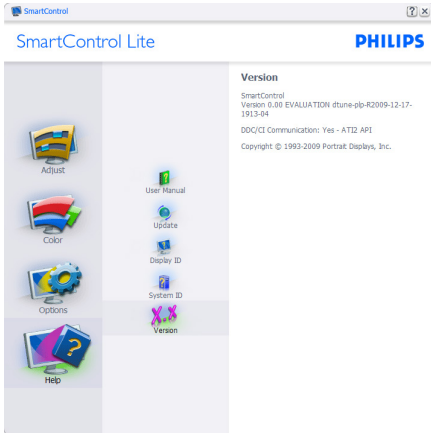 SmartControl
SmartControl Lite
PHILIPS
Adjust
Color
Options
Help
User Manual
Update
Display ID
System ID
X.X
Version
Version
SmartControl
Version 0.00 EVALUATION dtune-plp-R2009-12-17-
1913-04
DDC/CI Communication: Yes - ATI2 API
Copyright © 1993-2009 Portrait Displays, Inc.